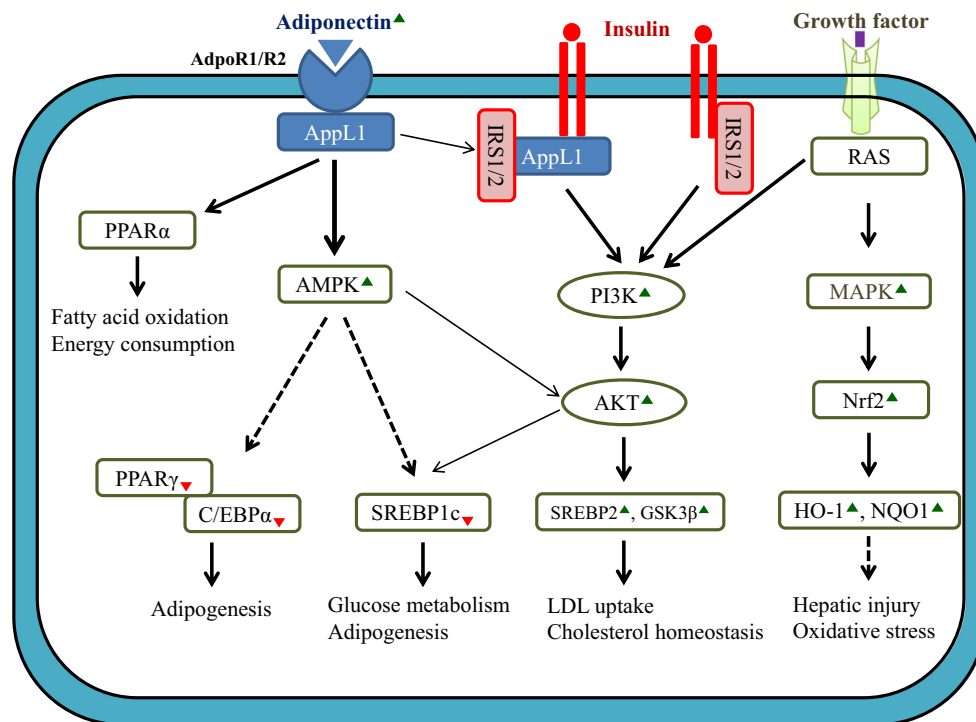 Adiponectin
Insulin
Growth factor
AdpoR1/R2
AppL1
IRS1/2
AppL1
IRS1/2
RAS
PPARα
AMPK
PI3K
MAPK
Fatty acid oxidation
Energy consumption
AKT
Nrf2
PPARγ
C/EBPα
SREBP1c
SREBP2, GSK3β
HO-1, NQO1
Adipogenesis
Glucose metabolism
Adipogenesis
LDL uptake
Cholesterol homeostasis
Hepatic injury
Oxidative stress